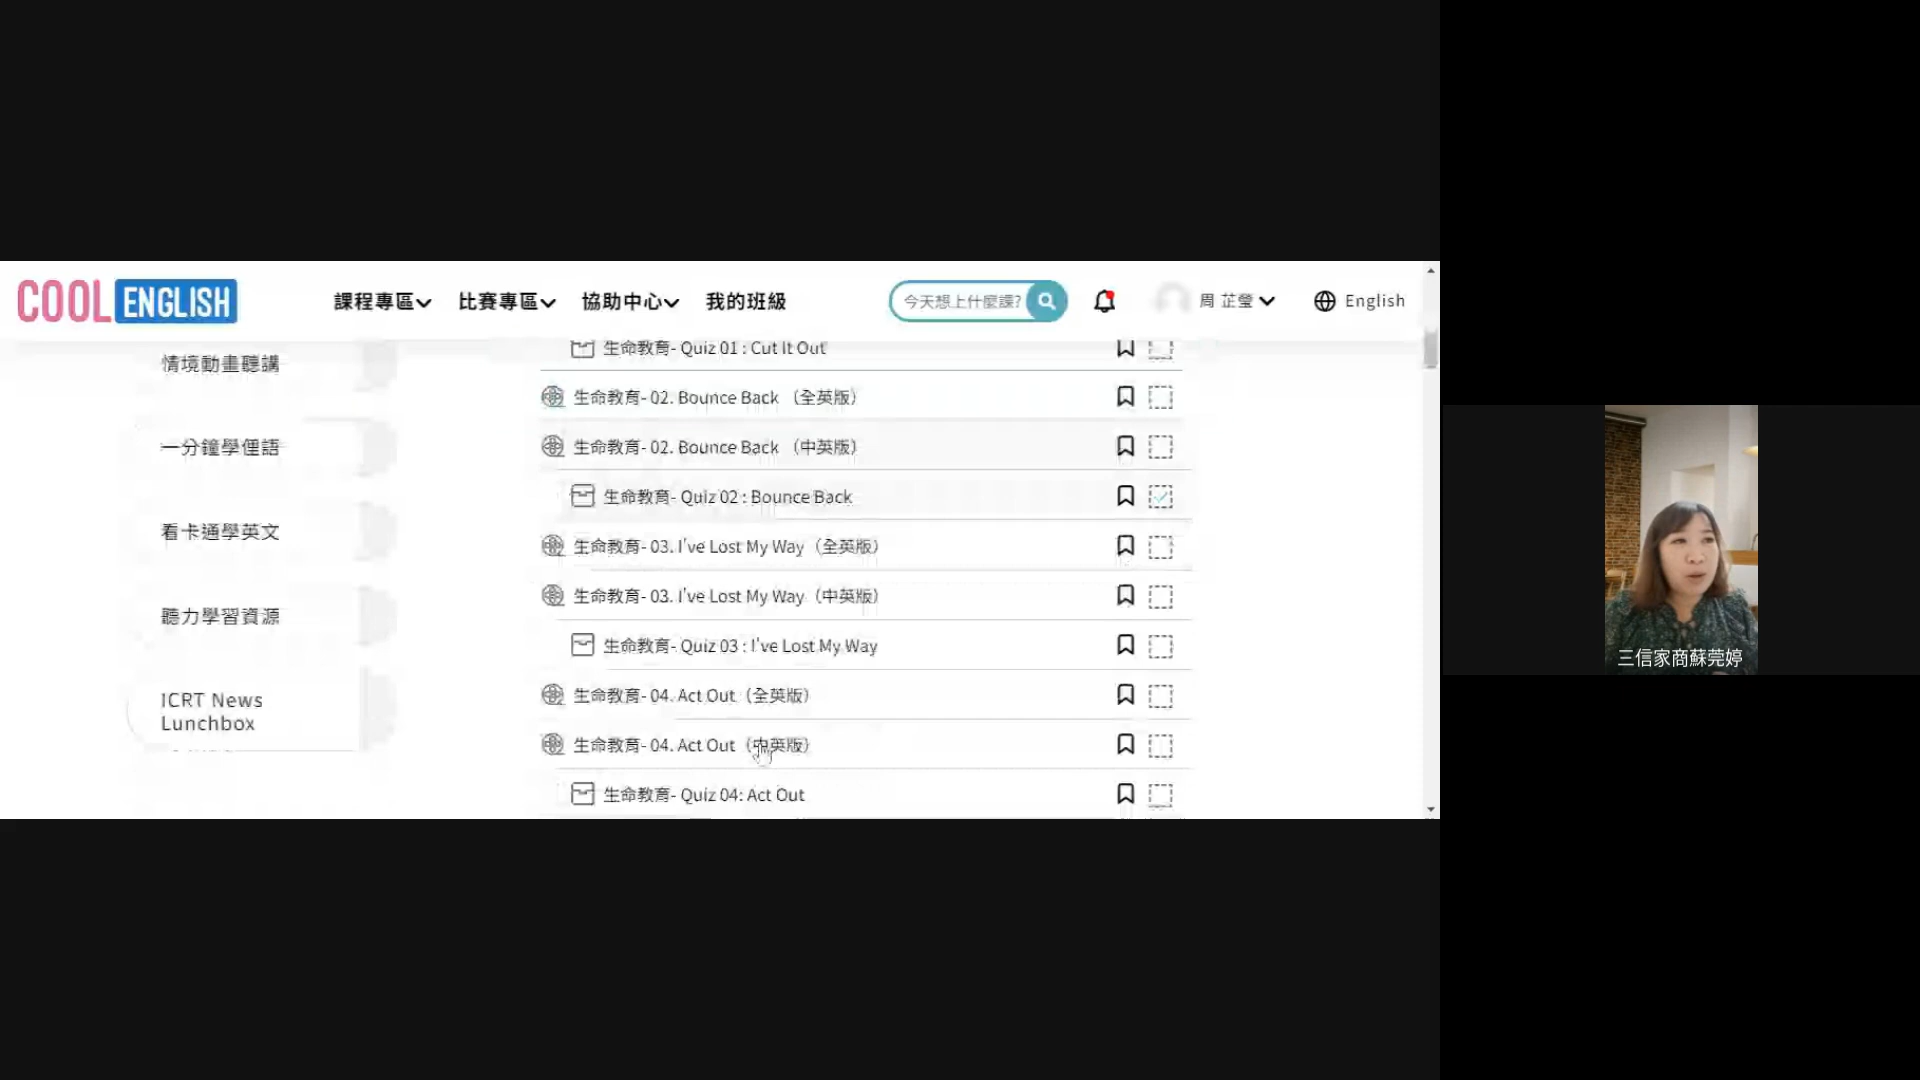 COOL ENGLISH
課程專區
比賽專區
協助中心
我的班級
今天想上什麼課?
周 芷瑩
English
情境動畫聽講
一分鐘學俚語
看卡通學英文
聽力學習資源
ICRT News
Lunchbox
生命教育- Quiz 01 : Cut It Out
生命教育- 02. Bounce Back （全英版）
生命教育- 02. Bounce Back （中英版）
生命教育- Quiz 02 : Bounce Back
生命教育- 03. I've Lost My Way（全英版）
生命教育- 03. I've Lost My Way（中英版）
生命教育- Quiz 03 : I've Lost My Way
生命教育- 04. Act Out（全英版）
生命教育- 04. Act Out（中英版）
生命教育- Quiz 04: Act Out
三信家商蘇莞婷